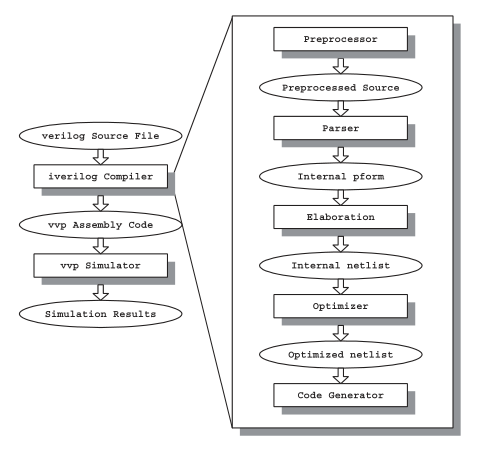 verilog Source File
iverilog Compiler
vvp Assembly Code
vvp Simulator
Simulation Results
Preprocessor
Preprocessed Source
Parser
Internal pform
Elaboration
Internal netlist
Optimizer
Optimized netlist
Code Generator